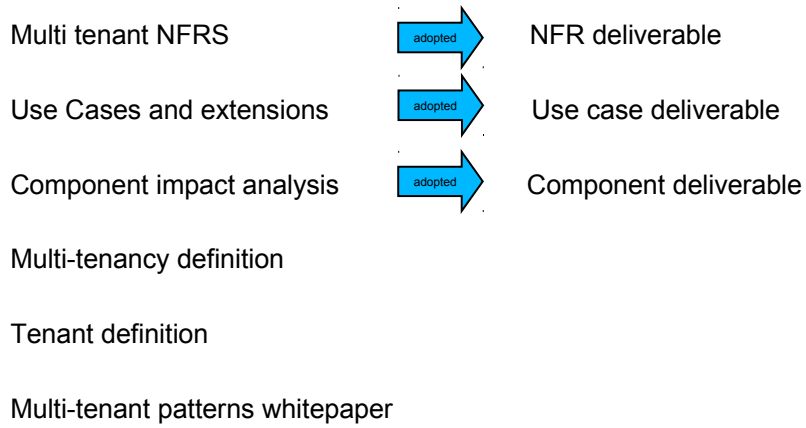 Multi tenant NFRS adopted NFR deliverable
Use Cases and extensions adopted Use case deliverable
Component impact analysis adopted Component deliverable
Multi-tenancy definition
Tenant definition
Multi-tenant patterns whitepaper